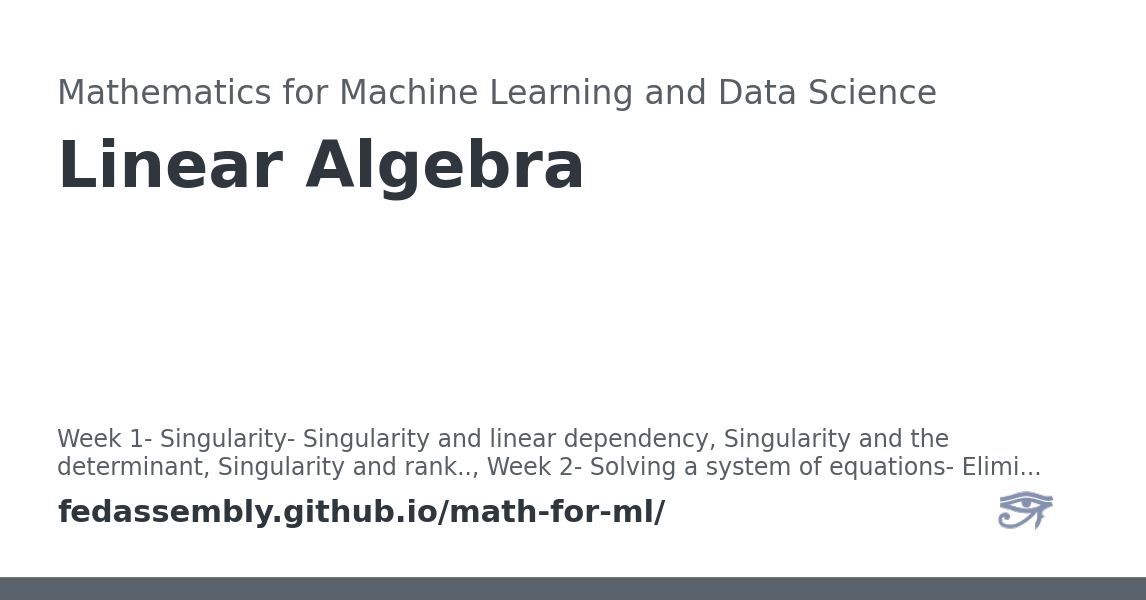 Mathematics for Machine Learning and Data Science
Linear Algebra
Week 1- Singularity- Singularity and linear dependency, Singularity and the
determinant, Singularity and rank.., Week 2- Solving a system of equations- Elimi...
fedassembly.github.io/math-for-ml/